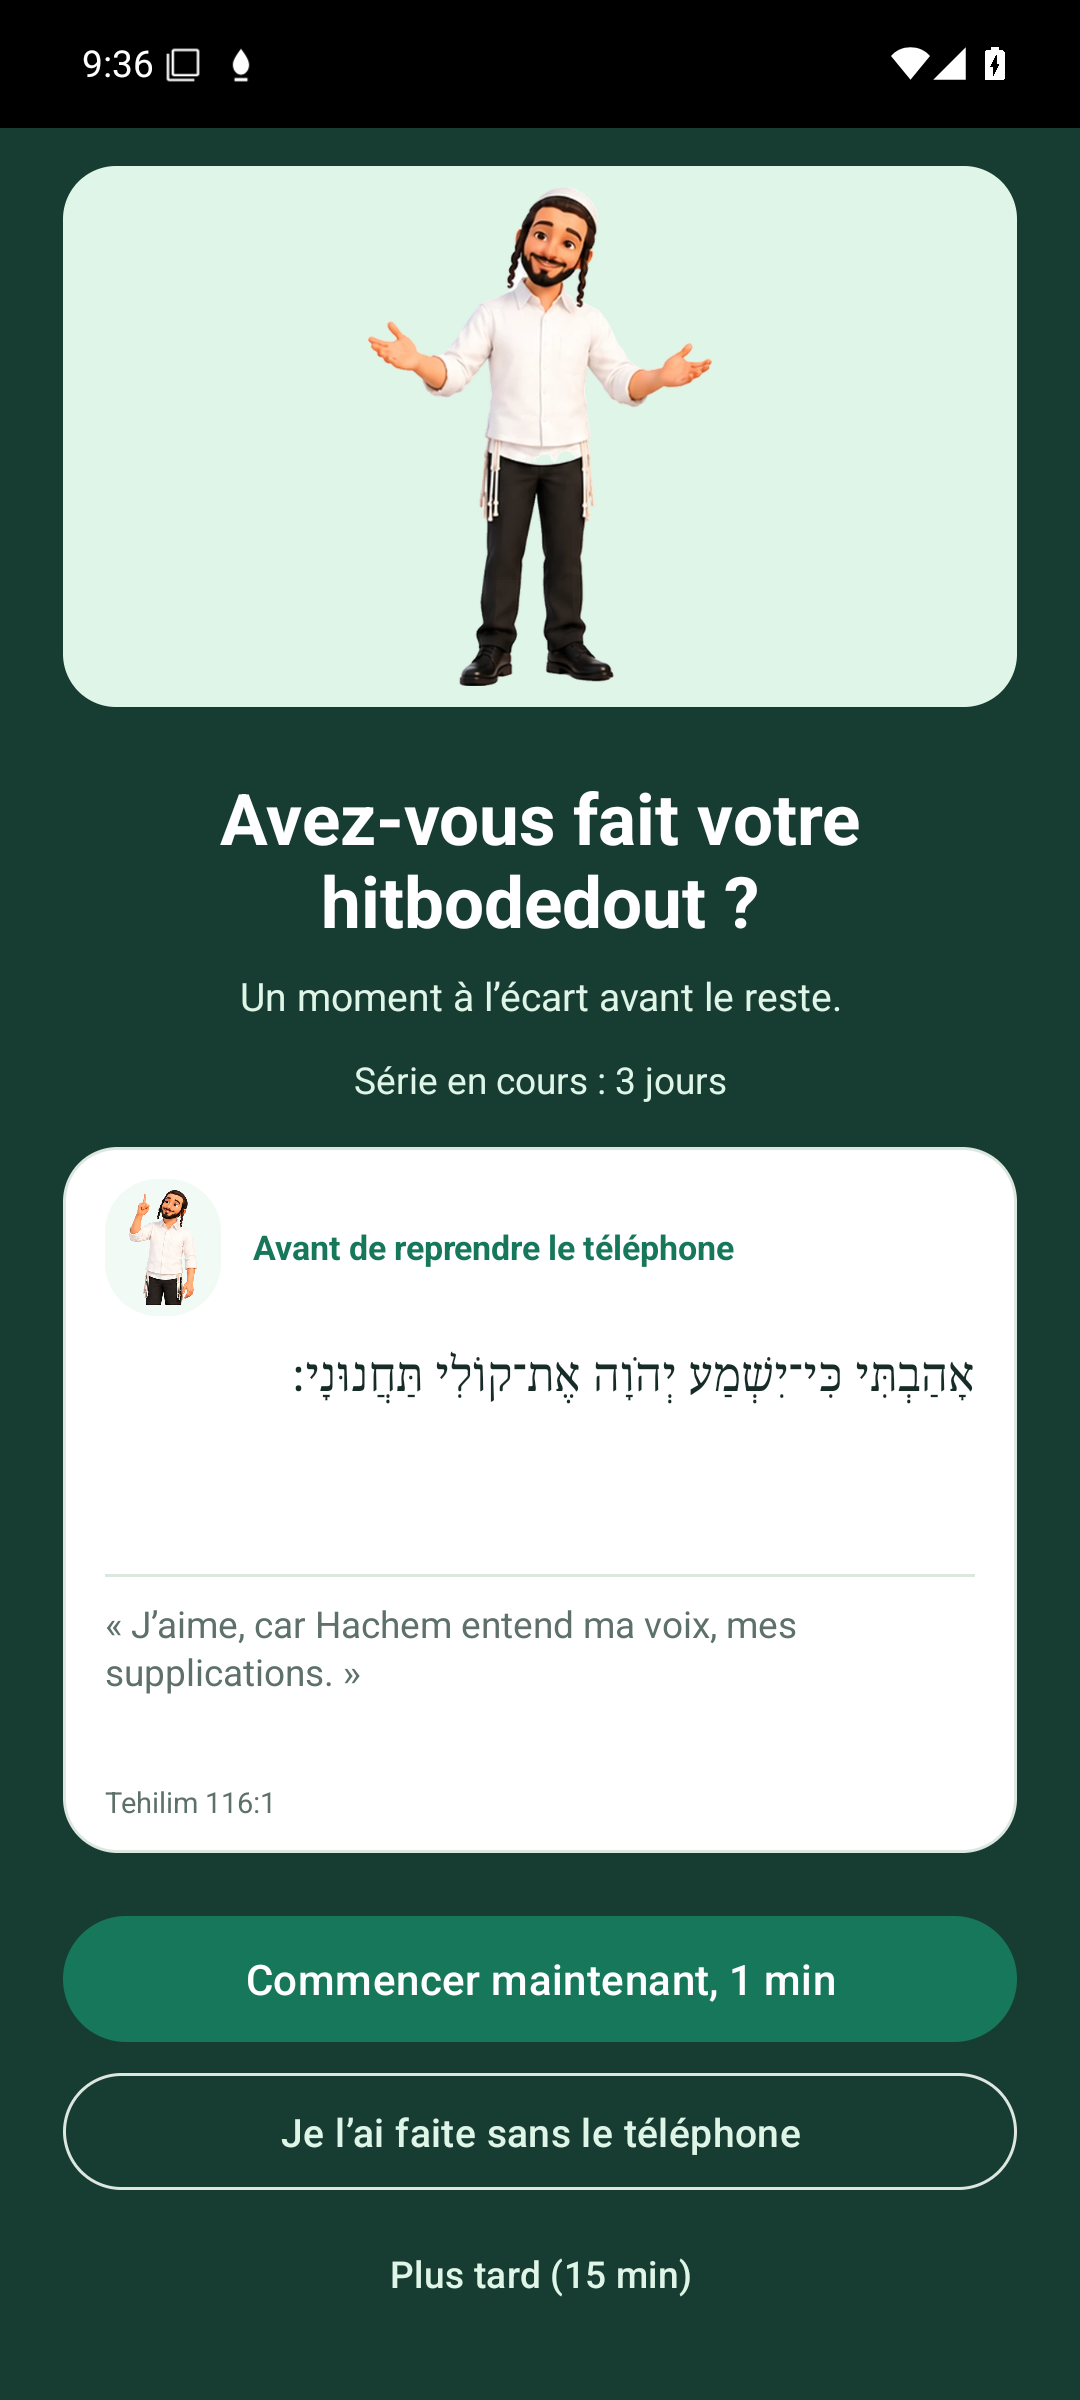 9:36
Avez-vous fait votre
hitbodedout ?
Un moment à l’écart avant le reste.
Série en cours : 3 jours
Avant de reprendre le téléphone
אָהַבְתִּי כִּי־יִשְׁמַע יְהֹוָה אֶת־קוֹלִי תַּחֲנוּנָי׃
« J’aime, car Hachem entend ma voix, mes
supplications. »
Tehilim 116:1
Commencer maintenant, 1 min
Je l’ai faite sans le téléphone
Plus tard (15 min)